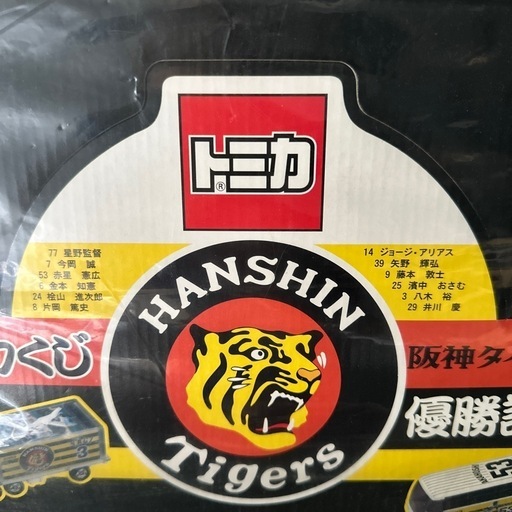 トミカ®
77 星野監督
7 今岡 誠
53 赤星 憲広
6 金本 知憲
24 桧山 進次郎
8 片岡 篤史
14 ジョージ・アリアス
39 矢野 輝弘
9 藤本 敦士
25 濱中 おさむ
3 八木 裕
29 井川 慶
HANSHIN
Tigers
くじ
阪神タイ
優勝記
3